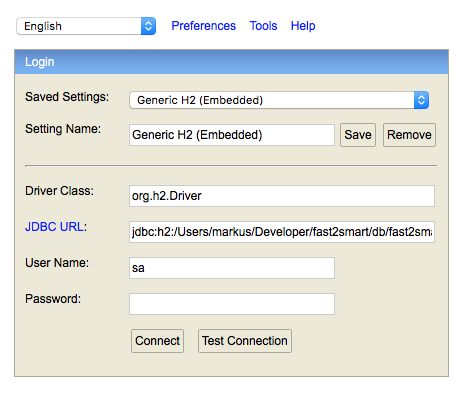 English Preferences Tools Help
Login
Saved Settings: Generic H2 (Embedded)
Setting Name: Generic H2 (Embedded) Save Remove
Driver Class: org.h2.Driver
JDBC URL: jdbc:h2:/Users/markus/Developer/fast2smart/db/fast2sma
User Name: sa
Password:
Connect Test Connection